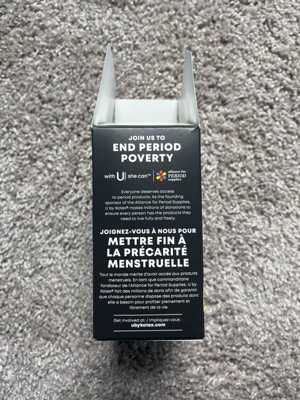 JOIN US TO
END PERIOD
POVERTY
with U) she can™ alliance for
PERIOD
supplies
Everyone deserves access
to period products. As the founding
sponsor of the Alliance for Period Supplies,
U by Kotex® makes millions of donations to
ensure every person has the products they
need to live fully and freely.
JOIGNEZ-VOUS À NOUS POUR
METTRE FIN À
LA PRÉCARITÉ
MENSTRUELLE
Tout le monde mérite d'avoir accès aux produits
menstruels. En tant que commanditaire
fondateur de l'Alliance for Period Supplies, U by
Kotex® fait des millions de dons afin de garantir
que chaque personne dispose des produits dont
elle a besoin pour profiter pleinement et
librement de la vie.
Get involved at: / Impliquez-vous :
ubykotex.com